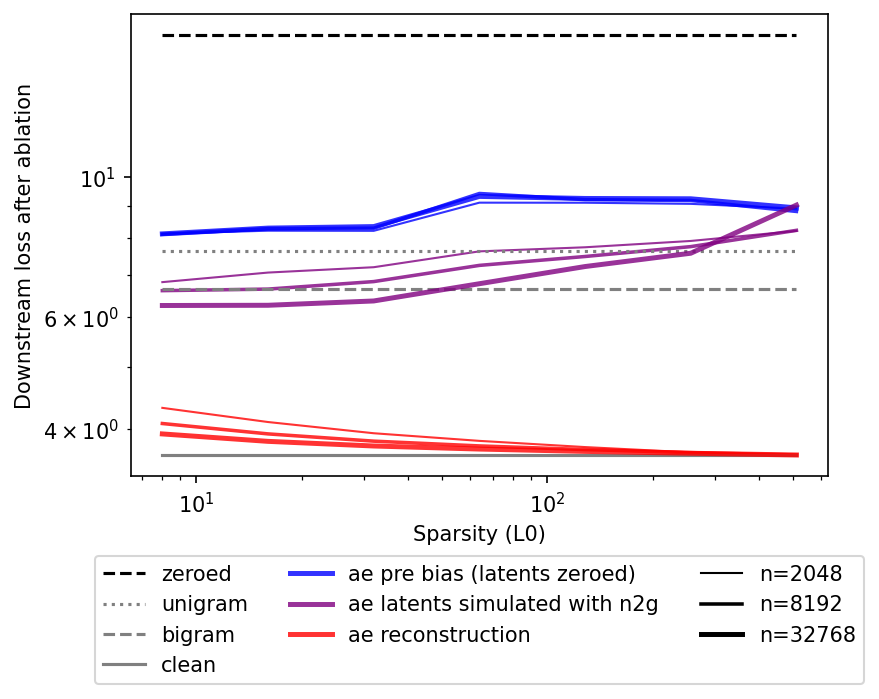 Downstream loss after ablation
10¹
6 × 10⁰
4 × 10⁰
10¹
10²
Sparsity (L0)
zeroed
unigram
bigram
clean
ae pre bias (latents zeroed)
ae latents simulated with n2g
ae reconstruction
n=2048
n=8192
n=32768